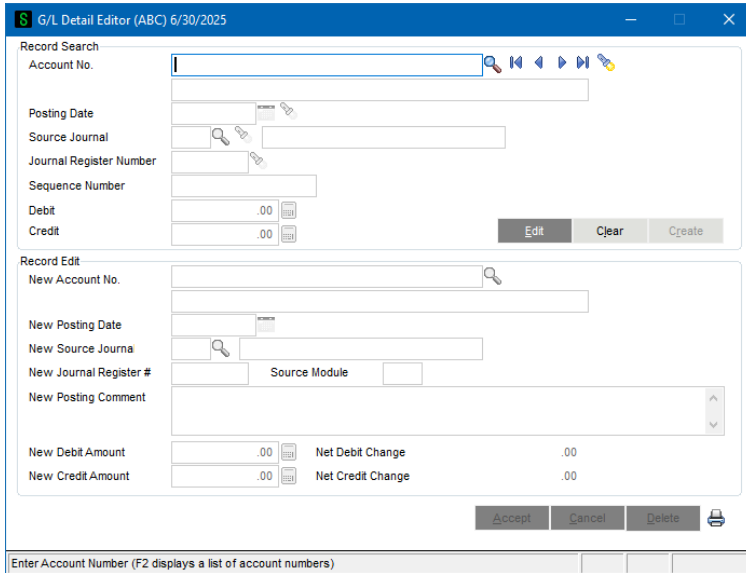 S G/L Detail Editor (ABC) 6/30/2025
Record Search
Account No.
Posting Date
Source Journal
Journal Register Number
Sequence Number
Debit .00
Credit .00 Edit Clear Create
Record Edit
New Account No.
New Posting Date
New Source Journal
New Journal Register # Source Module
New Posting Comment
New Debit Amount .00 Net Debit Change .00
New Credit Amount .00 Net Credit Change .00
Accept Cancel Delete
Enter Account Number (F2 displays a list of account numbers)